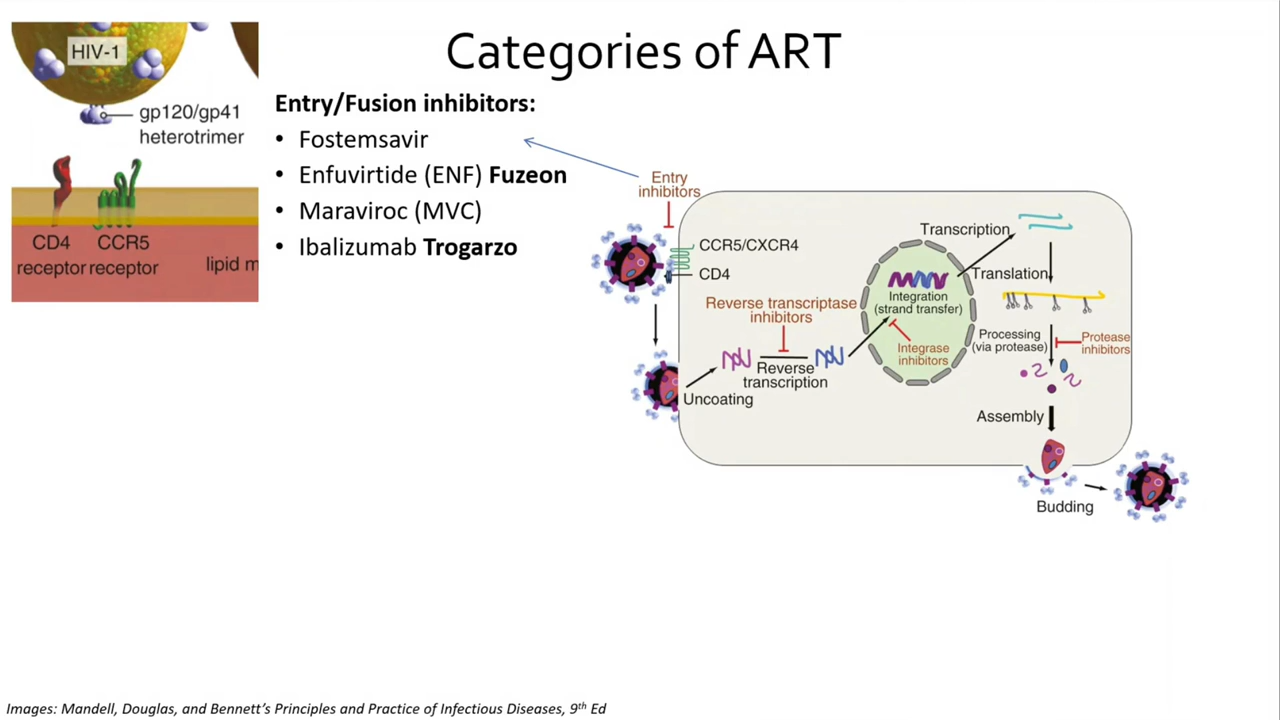 Categories of ART
HIV-1
gp120/gp41
heterotrimer
CD4
receptor
CCR5
receptor
lipid m
Entry/Fusion inhibitors:
• Fostemsavir
• Enfuvirtide (ENF) Fuzeon
• Maraviroc (MVC)
• Ibalizumab Trogarzo
Entry
inhibitors
CCR5/CXCR4
CD4
Reverse transcriptase
inhibitors
Reverse
transcription
Uncoating
Integration
(strand transfer)
Integrase
inhibitors
Transcription
Translation
Processing
(via protease)
Protease
inhibitors
Assembly
Budding
Images: Mandell, Douglas, and Bennett’s Principles and Practice of Infectious Diseases, 9th Ed